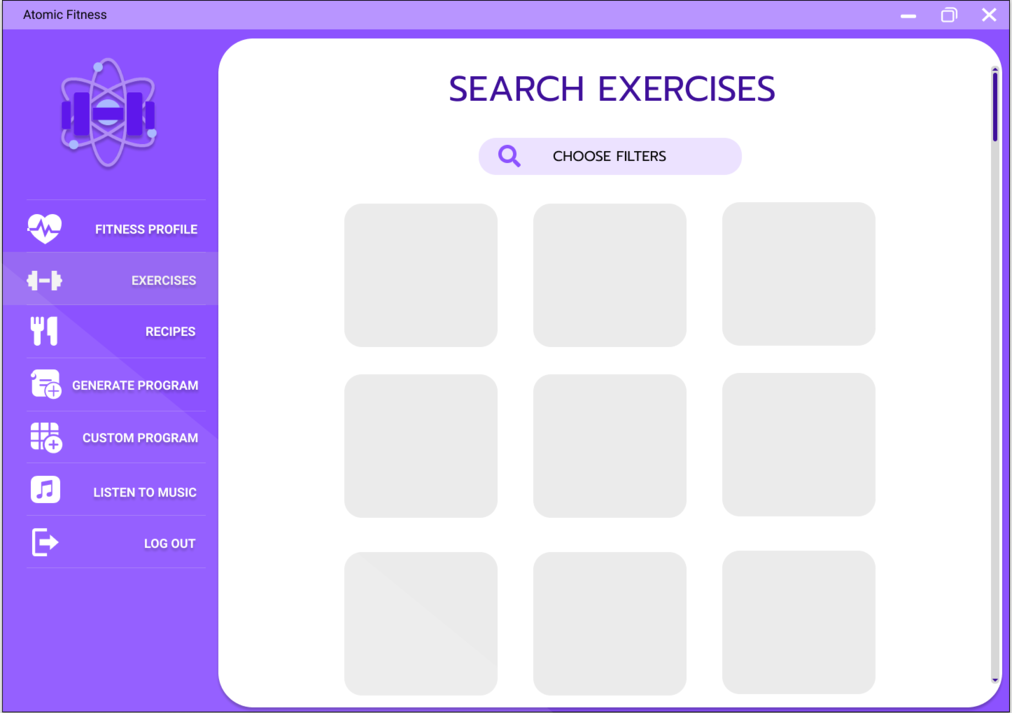 Atomic Fitness
SEARCH EXERCISES
CHOOSE FILTERS
FITNESS PROFILE
EXERCISES
RECIPES
GENERATE PROGRAM
CUSTOM PROGRAM
LISTEN TO MUSIC
LOG OUT